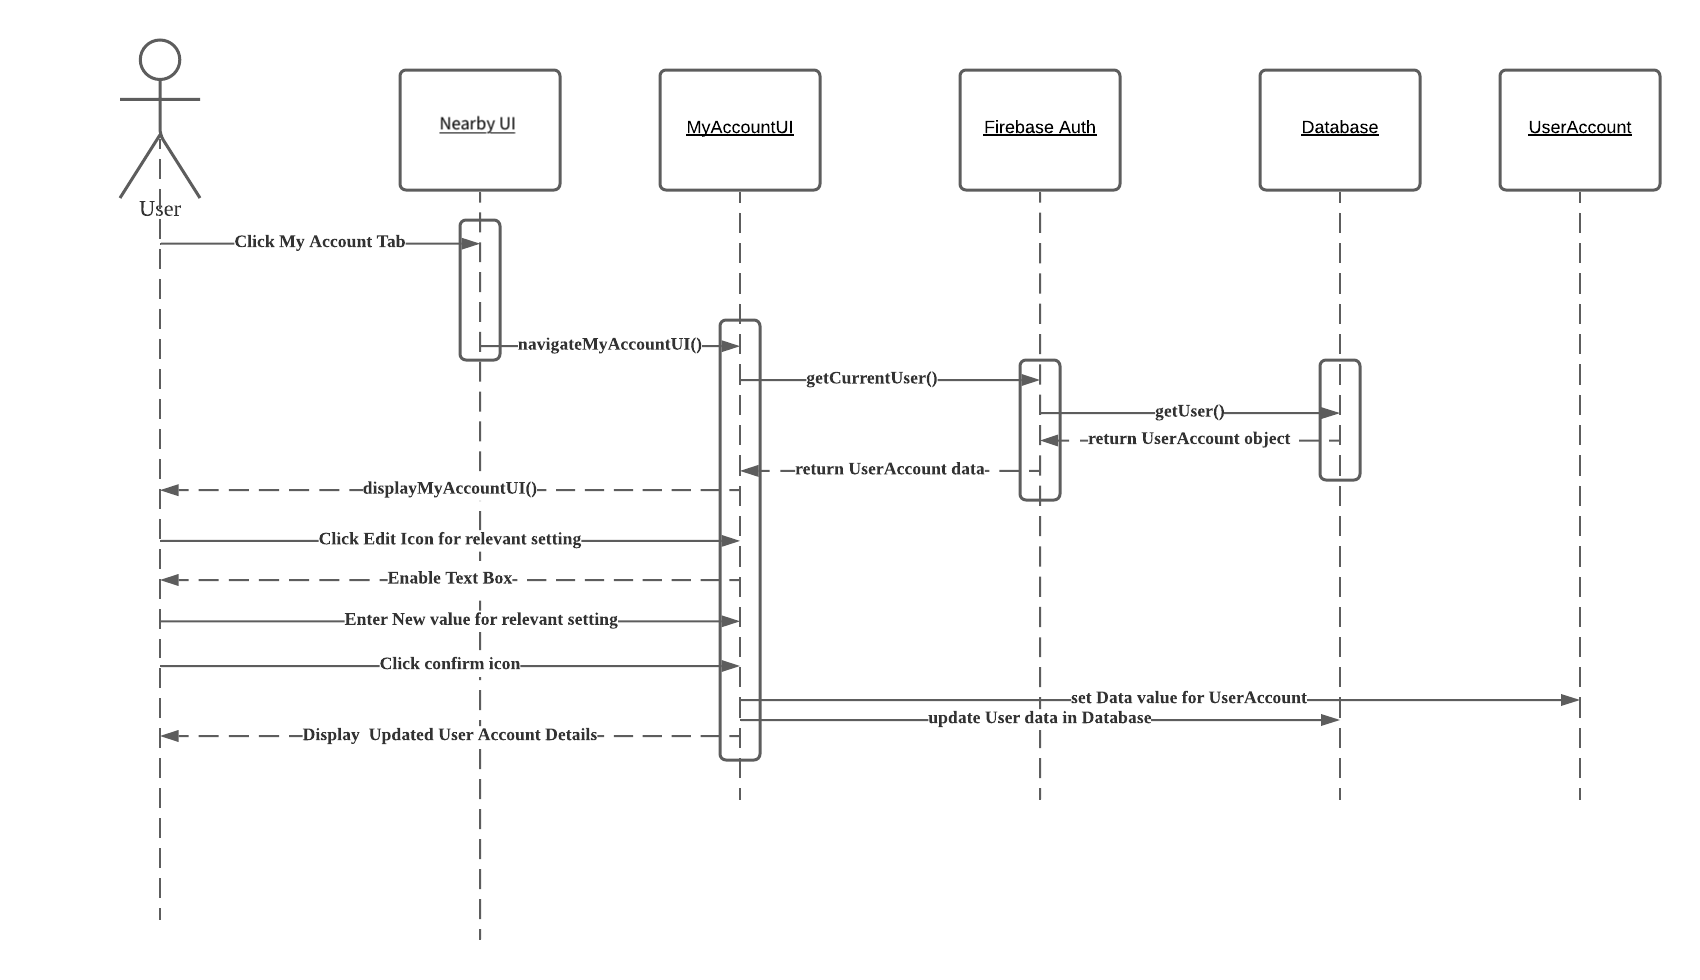 Nearby UI
MyAccountUI
Firebase Auth
Database
UserAccount
User
Click My Account Tab
navigateMyAccountUI()
getCurrentUser()
getUser()
return UserAccount object
return UserAccount data
displayMyAccountUI()
Click Edit Icon for relevant setting
Enable Text Box
Enter New value for relevant setting
Click confirm icon
set Data value for UserAccount
update User data in Database
Display  Updated User Account Details